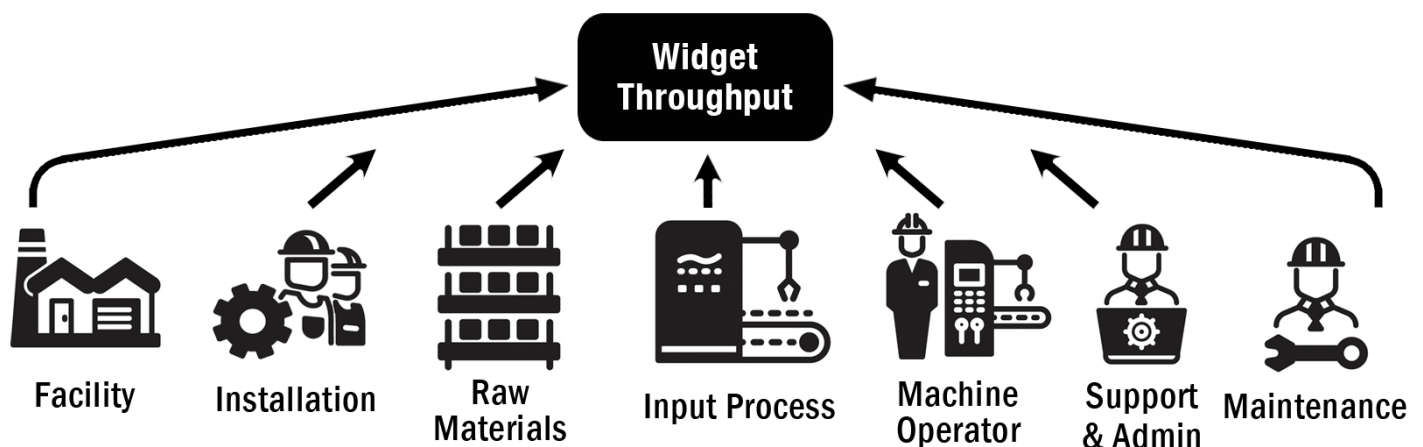 Widget
Throughput
Facility
Installation
Raw
Materials
Input Process
Machine
Operator
Support
& Admin
Maintenance